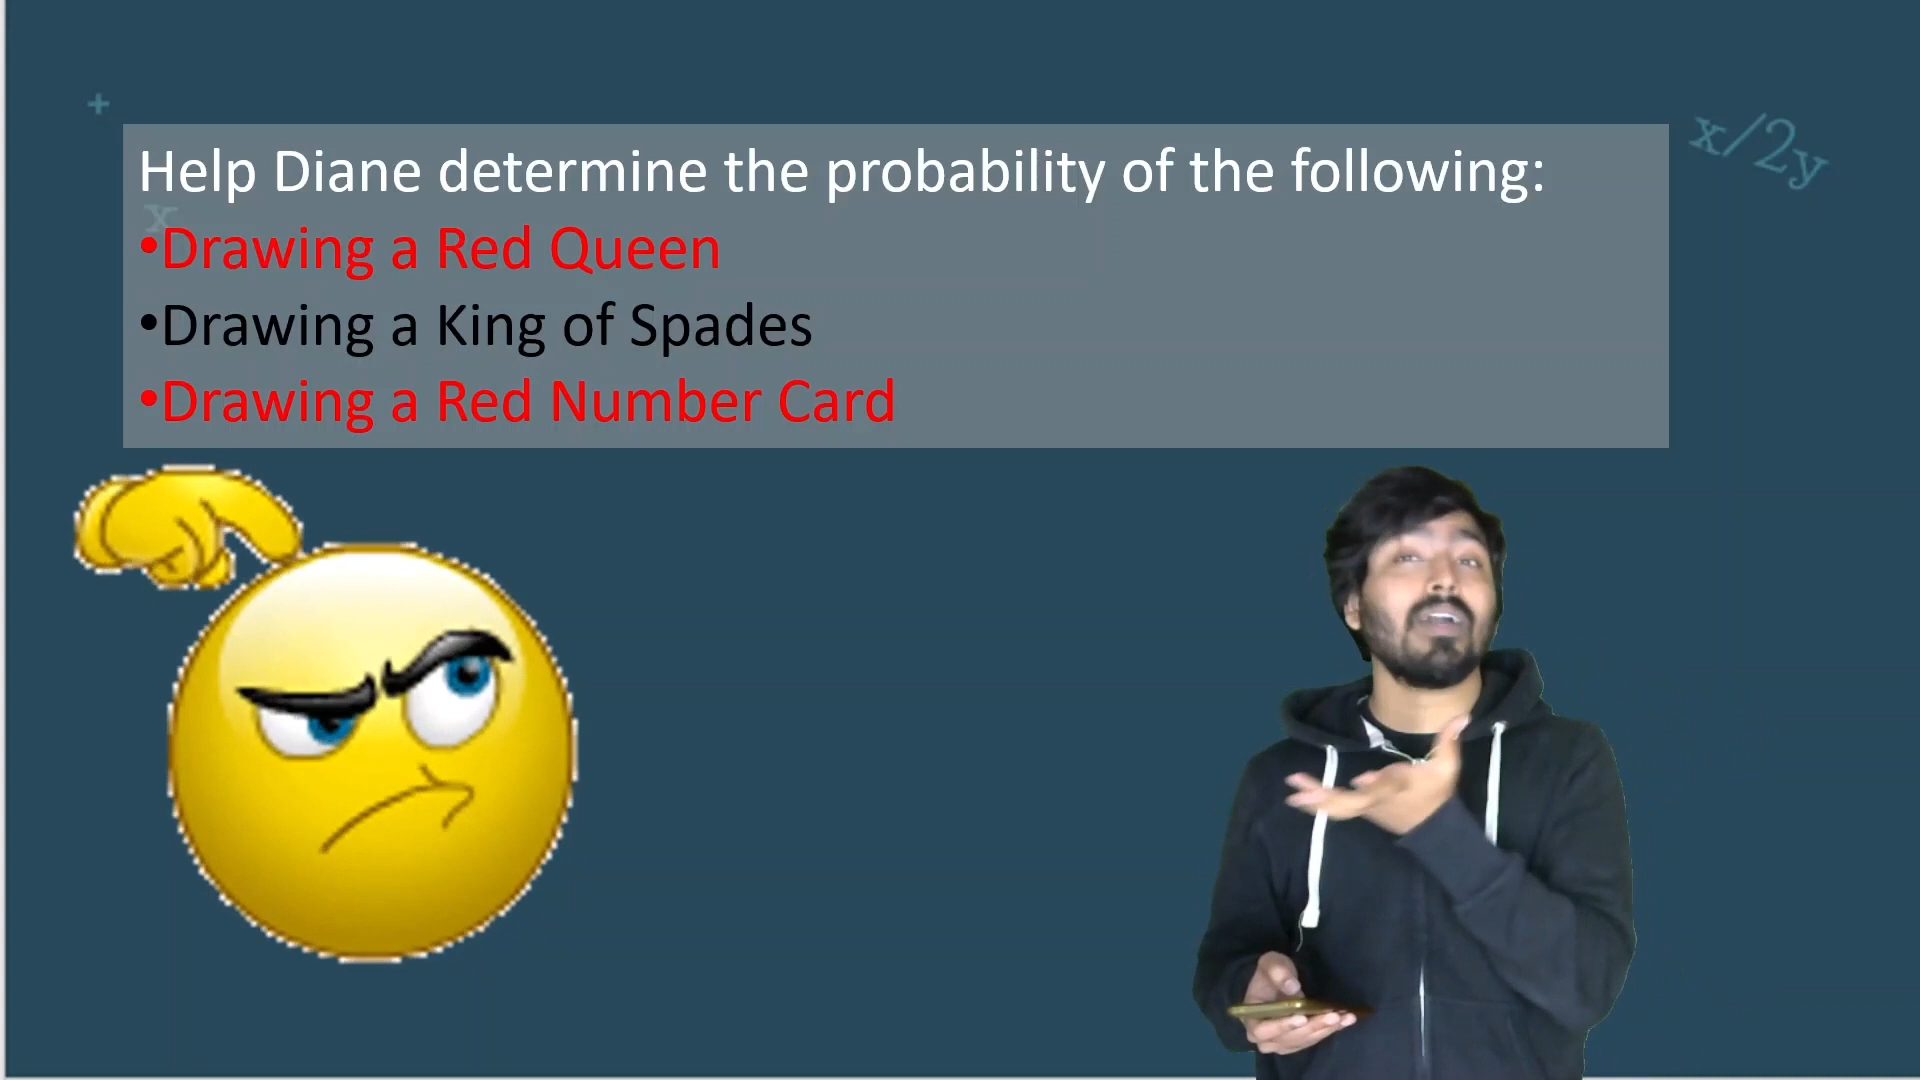 +
x/2y
Help Diane determine the probability of the following:
x
•Drawing a Red Queen
•Drawing a King of Spades
•Drawing a Red Number Card